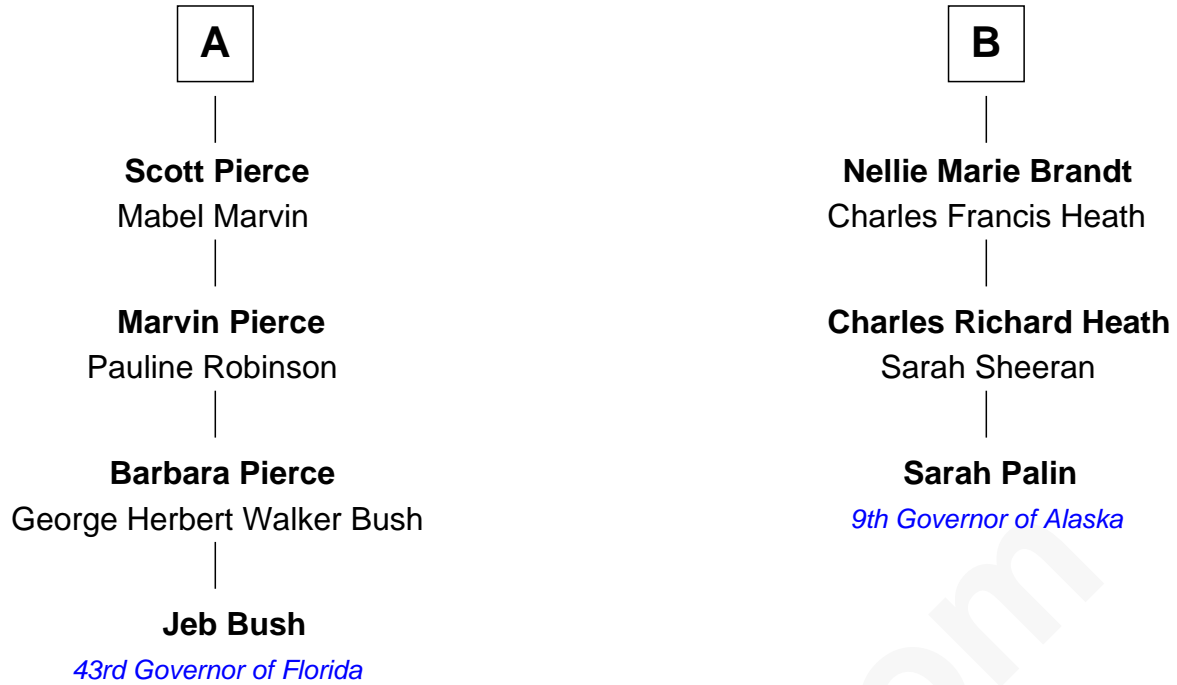 A
Scott Pierce
Mabel Marvin
Marvin Pierce
Pauline Robinson
Barbara Pierce
George Herbert Walker Bush
Jeb Bush
43rd Governor of Florida
B
Nellie Marie Brandt
Charles Francis Heath
Charles Richard Heath
Sarah Sheeran
Sarah Palin
9th Governor of Alaska